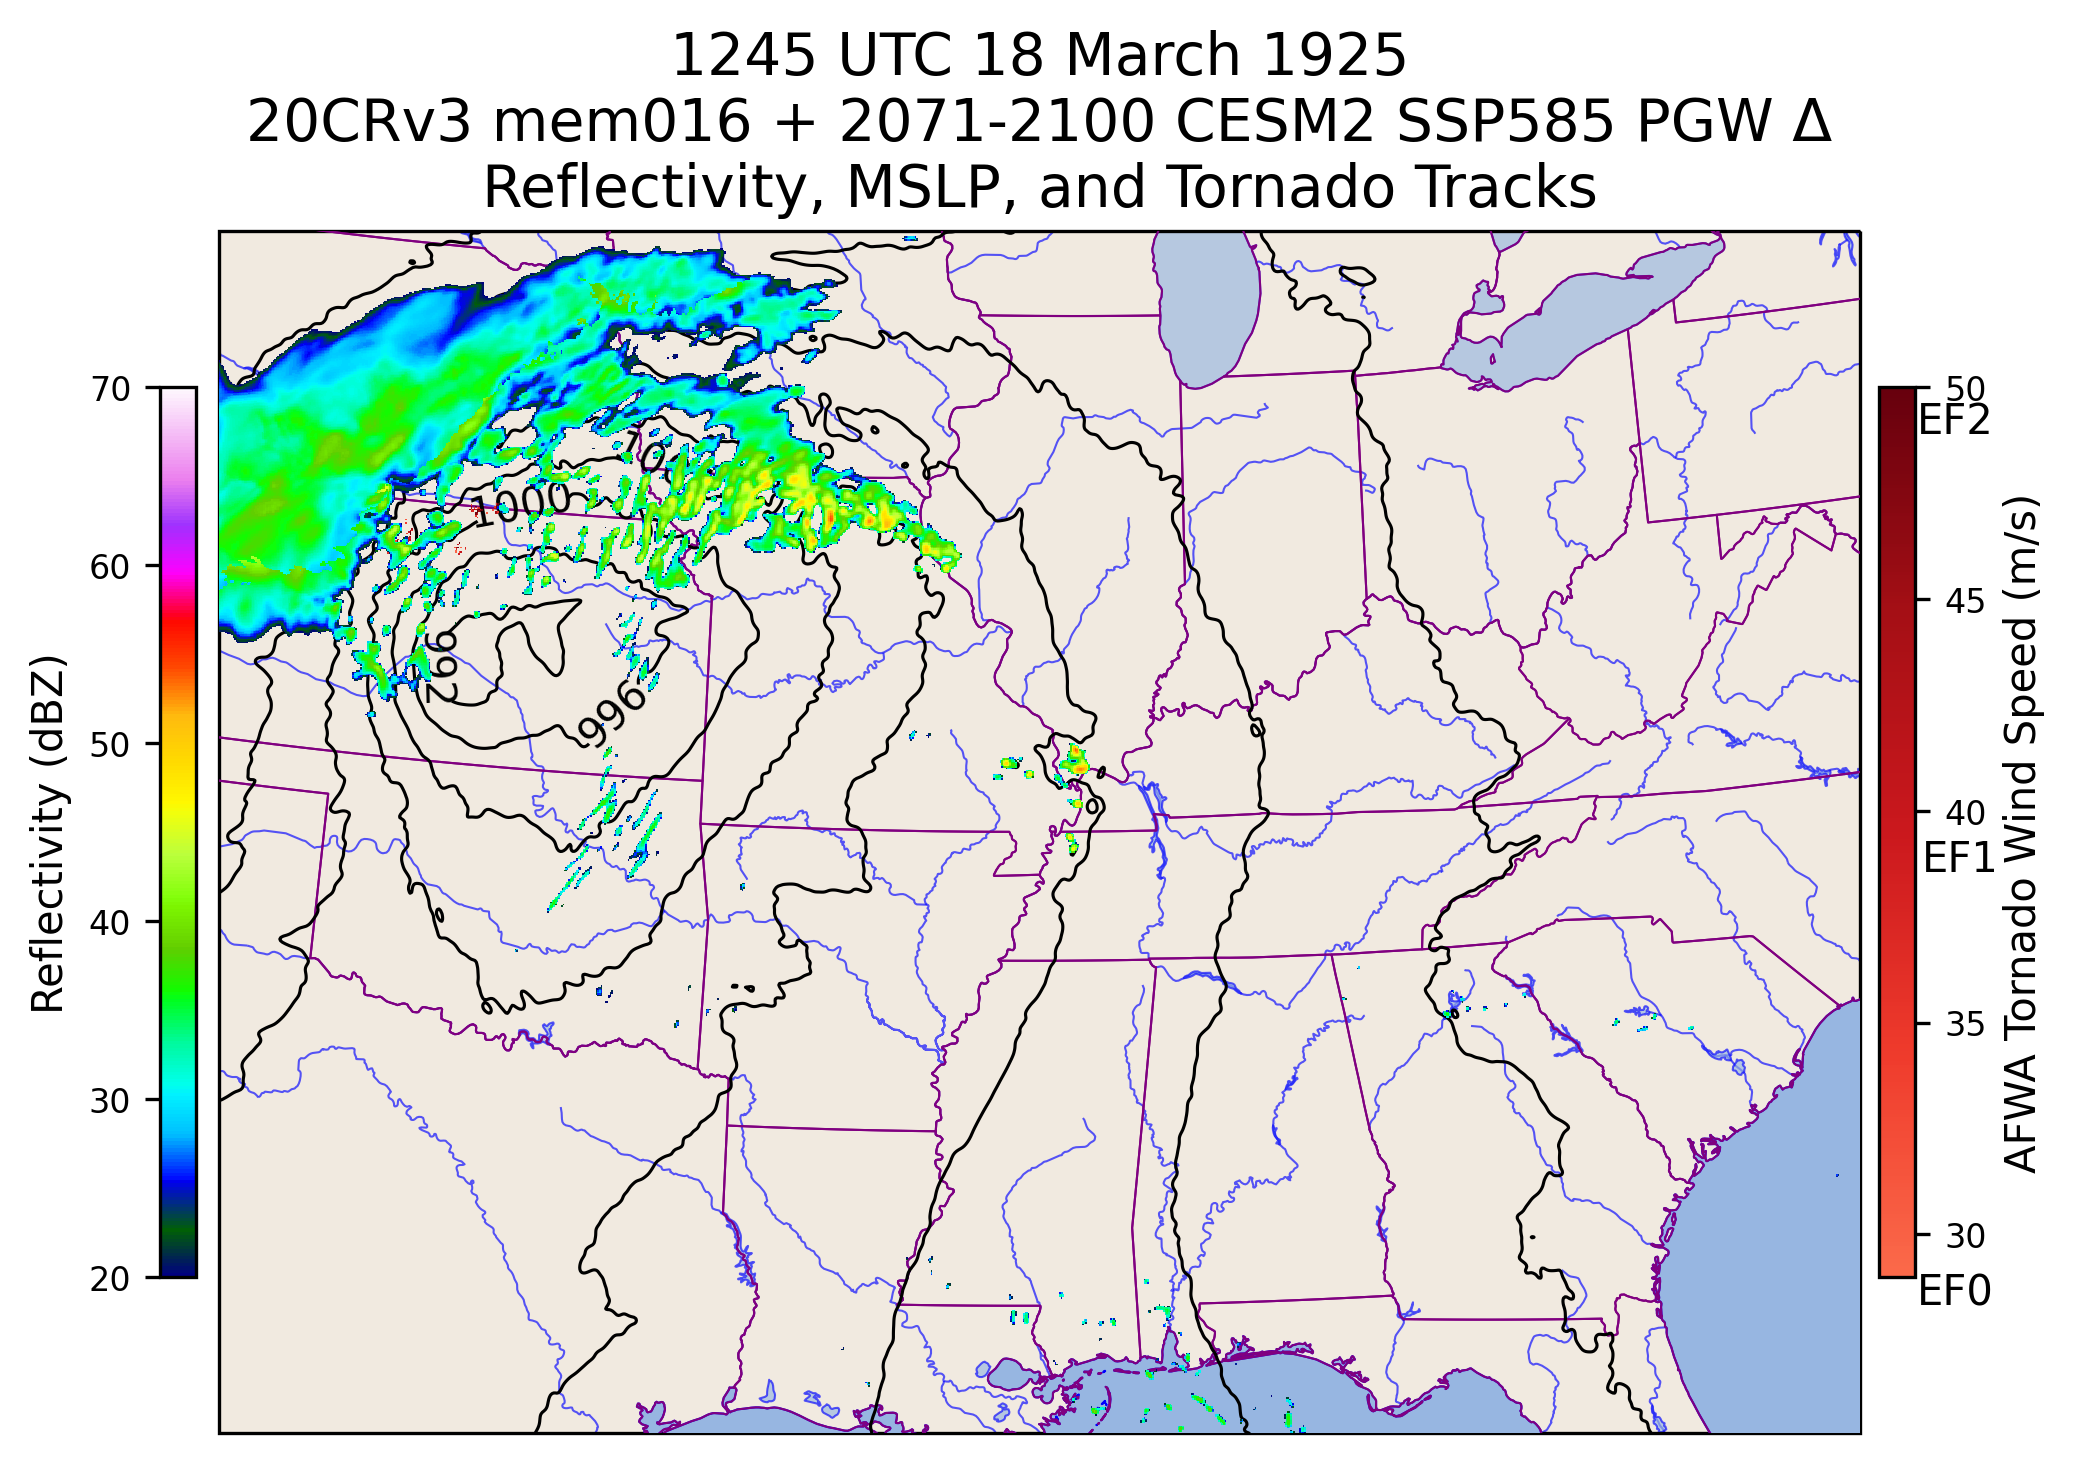 1245 UTC 18 March 1925
20CRv3 mem016 + 2071-2100 CESM2 SSP585 PGW Δ
Reflectivity, MSLP, and Tornado Tracks
Reflectivity (dBZ)
70
60
50
40
30
20
1000
992
996
50
EF2
45
40
EF1
35
30
EF0
AFWA Tornado Wind Speed (m/s)